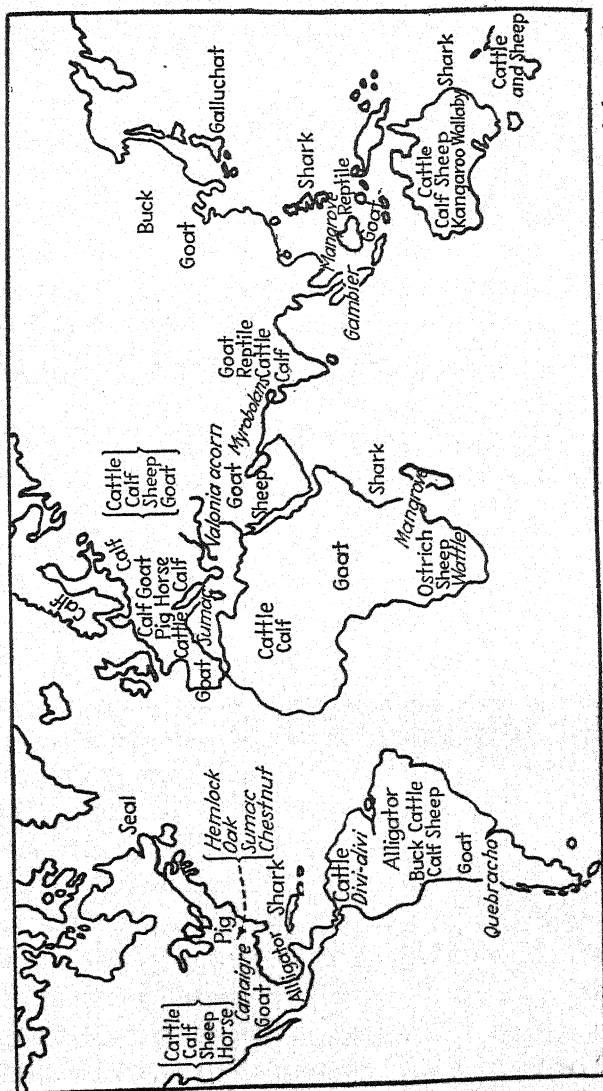 Cattle
Calf
Sheep
Horse
Pig
Canaigre
Goat
Alligator
Shark
Seal
Hemlock
Oak
Sumac
Chestnut
Cattle
Divi-divi
Alligator
Buck Cattle
Calf Sheep
Goat
Quebracho
Calf
Calf
Calf Goat
Pig Horse
Cattle Calf
Goat
Sumac
Cattle
Calf
Sheep
Goat
Valonia acorn
Goat
Sheep
Cattle
Calf
Goat
Shark
Mangrove
Ostrich
Sheep
Wattle
Goat
Reptile
Myrobolans Cattle
Calf
Buck
Goat
Galluchat
Shark
Mangrove
Reptile
Goat
Gambier
Cattle
Calf Sheep
Kangaroo Wallaby
Shark
Cattle
and Sheep